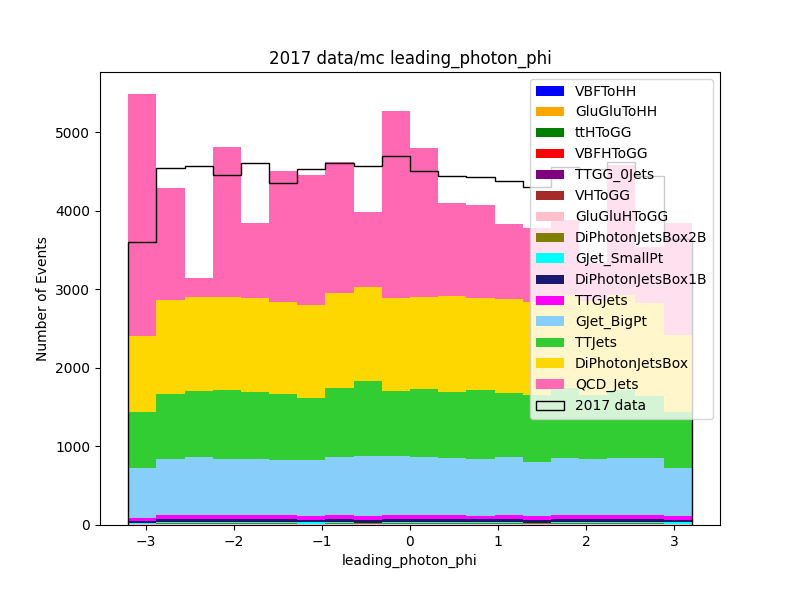 2017 data/mc leading_photon_phi
Number of Events
5000
4000
3000
2000
1000
0
−3
−2
−1
0
1
2
3
leading_photon_phi
VBFToHH
GluGluToHH
ttHToGG
VBFHToGG
TTGG_0Jets
VHToGG
GluGluHToGG
DiPhotonJetsBox2B
GJet_SmallPt
DiPhotonJetsBox1B
TTGJets
GJet_BigPt
TTJets
DiPhotonJetsBox
QCD_Jets
2017 data